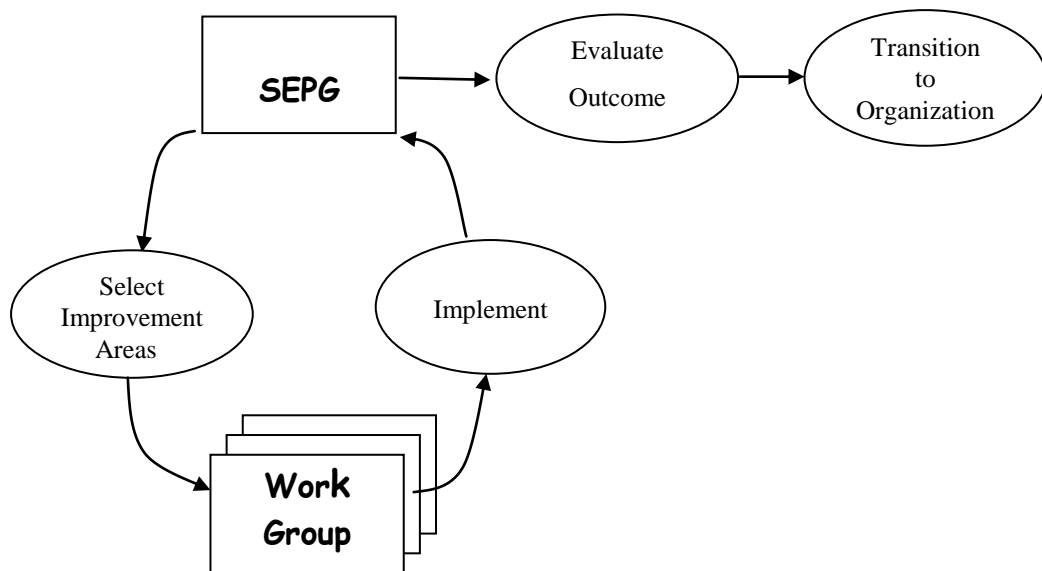 SEPG
Evaluate
Outcome
Transition
to
Organization
Select
Improvement
Areas
Implement
Work
Group